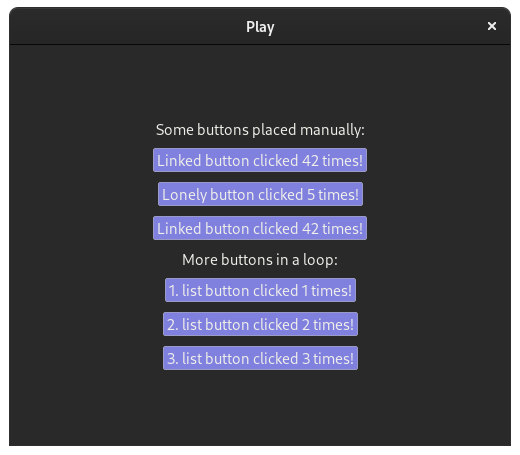 Play
Some buttons placed manually:
Linked button clicked 42 times!
Lonely button clicked 5 times!
Linked button clicked 42 times!
More buttons in a loop:
1. list button clicked 1 times!
2. list button clicked 2 times!
3. list button clicked 3 times!